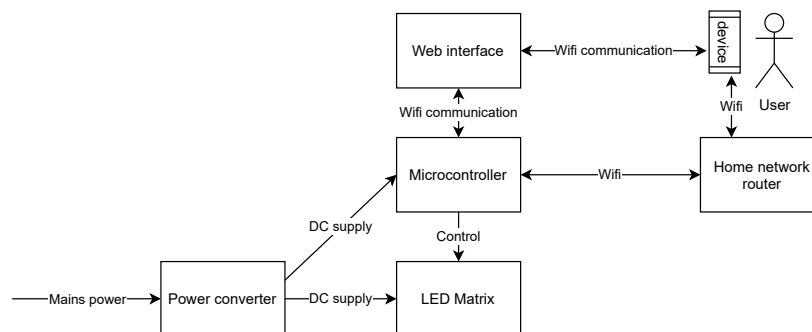 Web interface
Wifi communication
device
User
Wifi communication
Wifi
Microcontroller
Wifi
Home network
router
DC supply
Control
Mains power
Power converter
DC supply
LED Matrix